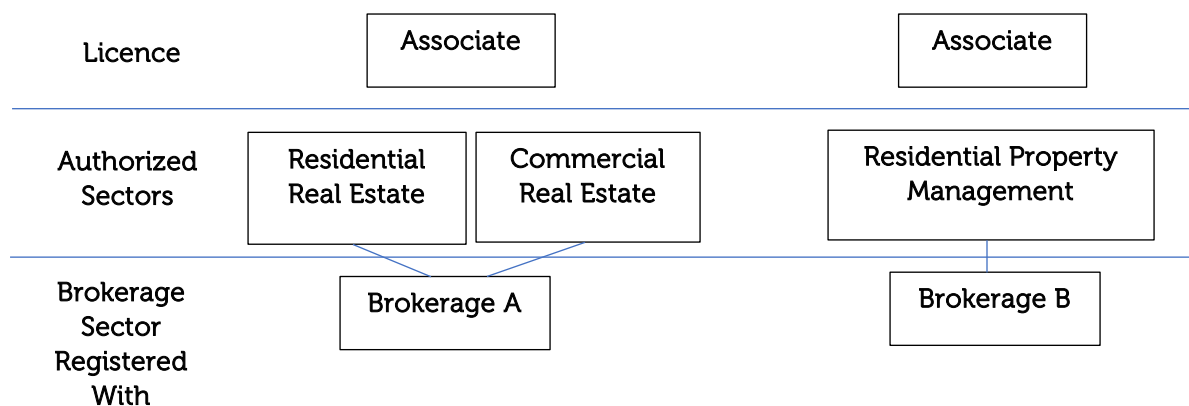 Licence
Associate
Associate
Authorized
Sectors
Residential
Real Estate
Commercial
Real Estate
Residential Property
Management
Brokerage
Sector
Registered
With
Brokerage A
Brokerage B